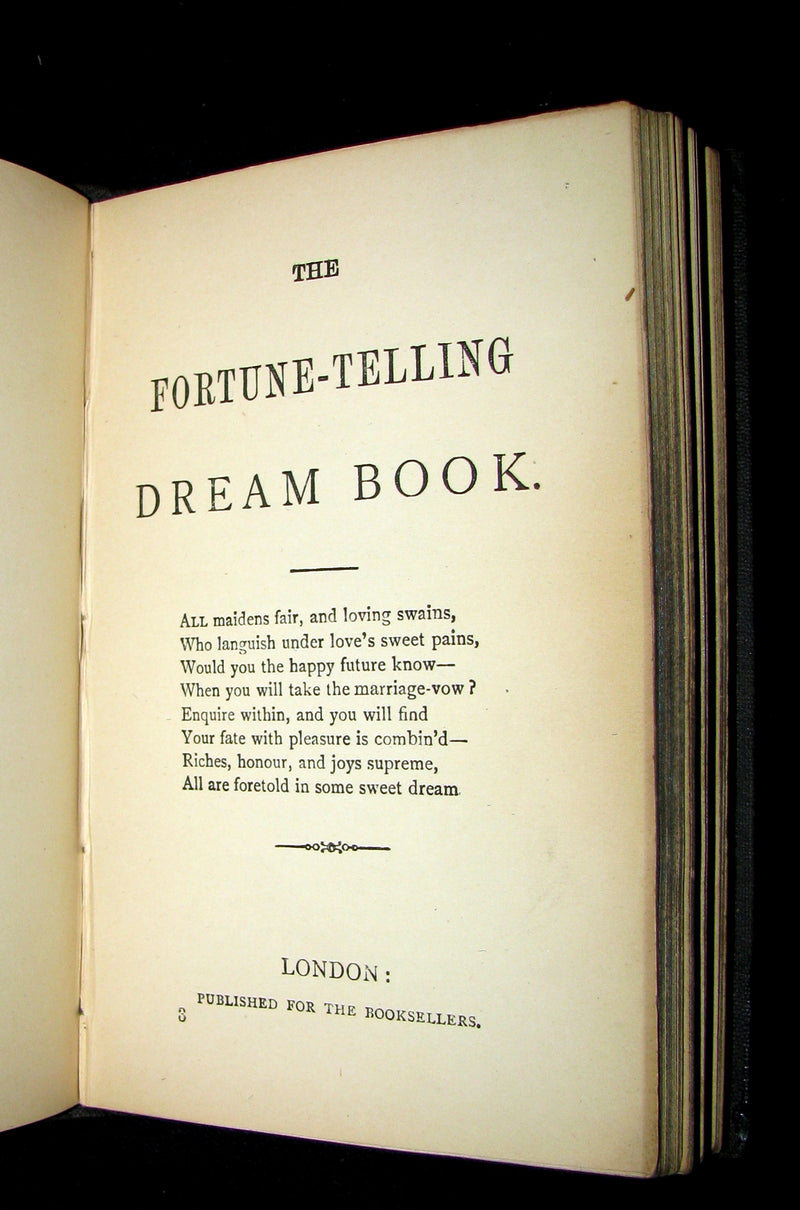 THE
FORTUNE-TELLING
DREAM BOOK.
ALL maidens fair, and loving swains,
Who languish under love's sweet pains,
Would you the happy future know—
When you will take the marriage-vow?
Enquire within, and you will find
Your fate with pleasure is combin'd—
Riches, honour, and joys supreme,
All are foretold in some sweet dream.
LONDON:
PUBLISHED FOR THE BOOKSELLERS.